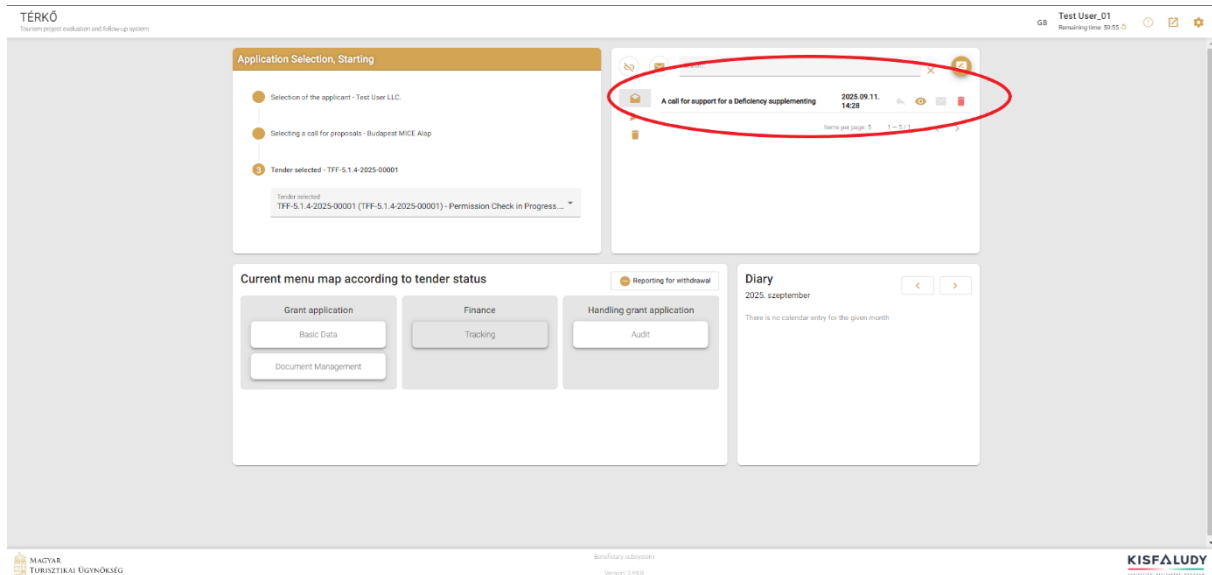 TÉRKŐ
Tourism project evaluation and follow-up system
GB
Test User_01
Remaining time: 59:55
Application Selection, Starting
Selection of the applicant - Test User LLC.
Selecting a call for proposals - Budapest MICE Alap
3
Tender selected - TFF-5.1.4-2025-00001
Tender selected
TFF-5.1.4-2025-00001 (TFF-5.1.4-2025-00001) - Permission Check in Progress....
A call for support for a Deficiency supplementing
2025.09.11.
14:28
Items per page: 5
1 – 1 / 1
Current menu map according to tender status
Reporting for withdrawal
Grant application
Basic Data
Document Management
Finance
Tracking
Handling grant application
Audit
Diary
2025. szeptember
There is no calendar entry for the given month
MAGYAR
TURISZTIKAI ÜGYNÖKSÉG
Beneficiary subsystem
KISFALUDY